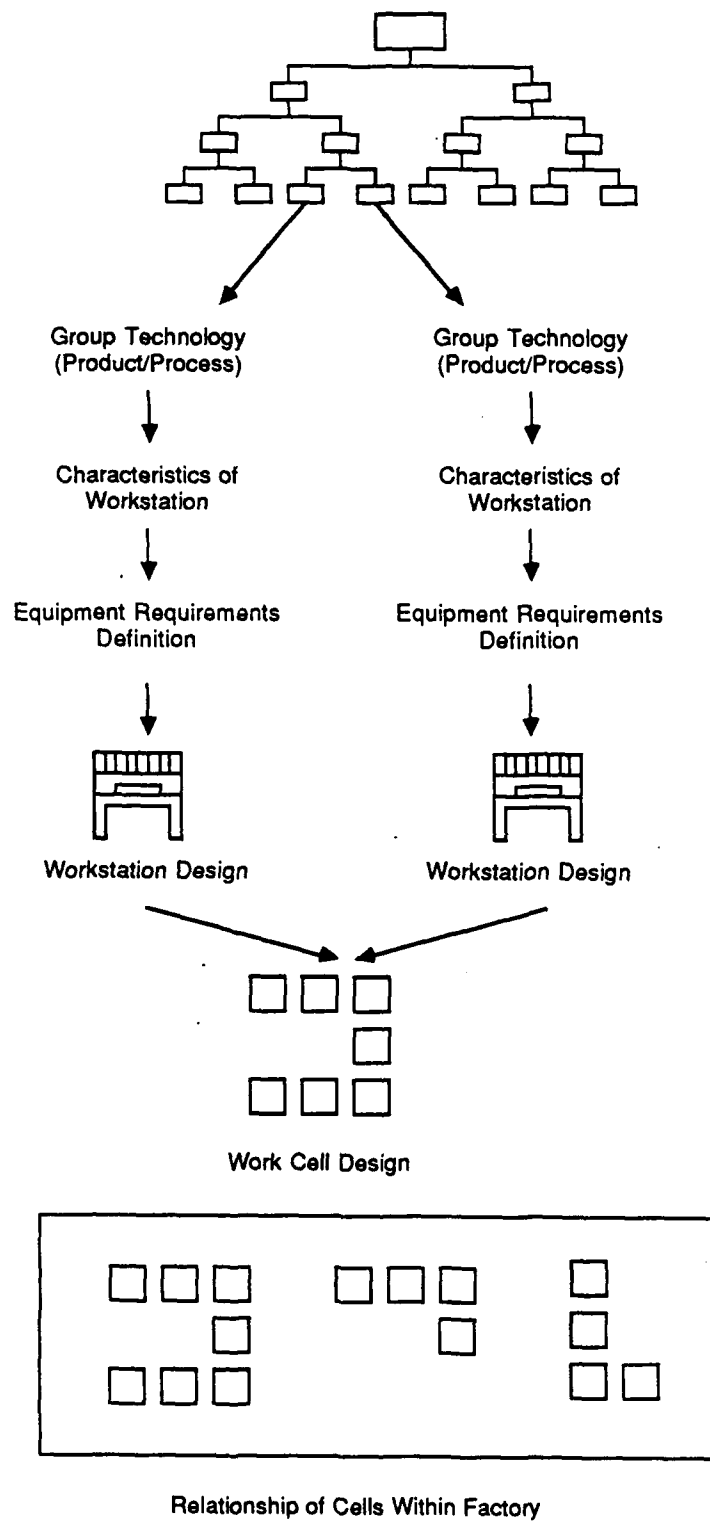 Group Technology
(Product/Process)
Group Technology
(Product/Process)
Characteristics of
Workstation
Characteristics of
Workstation
Equipment Requirements
Definition
Equipment Requirements
Definition
Workstation Design
Workstation Design
Work Cell Design
Relationship of Cells Within Factory